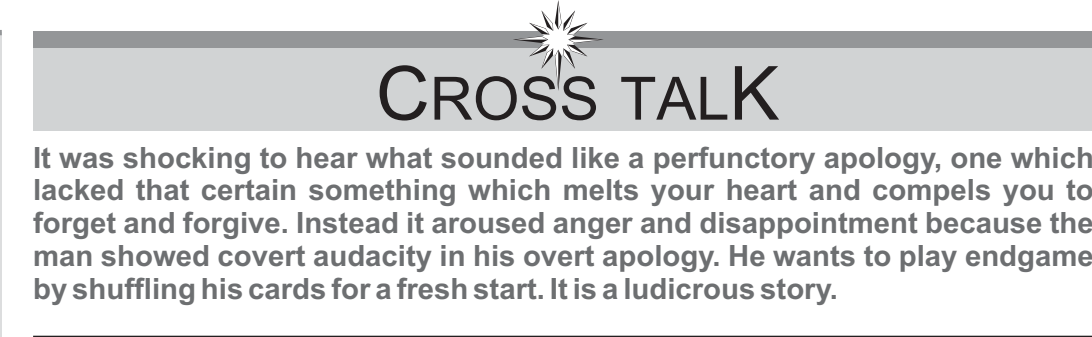 CROSS TALK
It was shocking to hear what sounded like a perfunctory apology, one which
lacked that certain something which melts your heart and compels you to
forget and forgive. Instead it aroused anger and disappointment because the
man showed covert audacity in his overt apology. He wants to play endgame
by shuffling his cards for a fresh start. It is a ludicrous story.